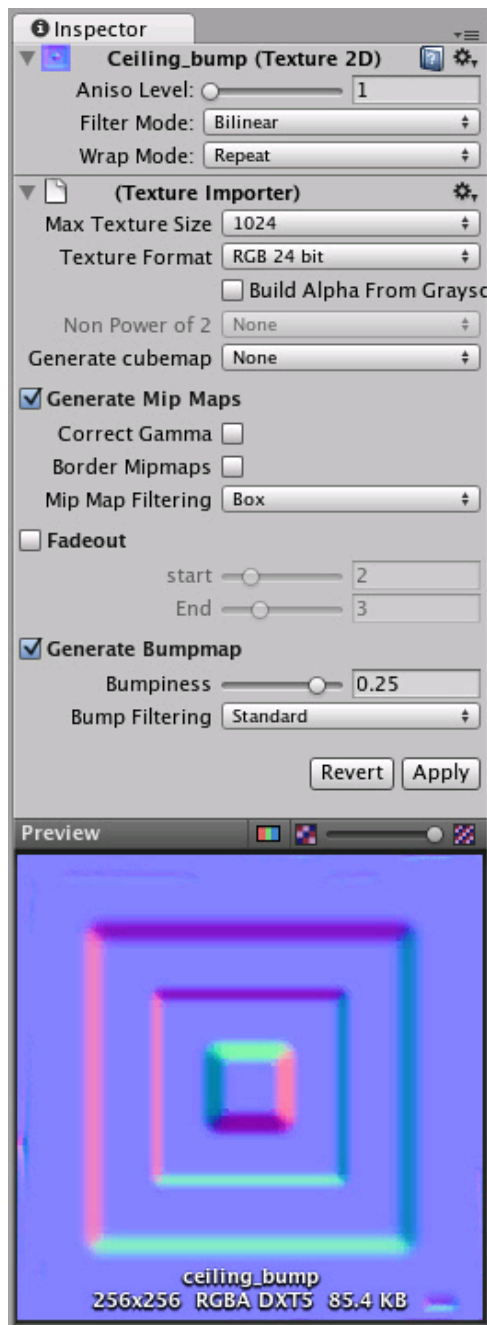 Inspector
Ceiling_bump (Texture 2D)
Aniso Level: 1
Filter Mode: Bilinear
Wrap Mode: Repeat
(Texture Importer)
Max Texture Size 1024
Texture Format RGB 24 bit
Build Alpha From Graysc
Non Power of 2 None
Generate cubemap None
Generate Mip Maps
Correct Gamma
Border Mipmaps
Mip Map Filtering Box
Fadeout
start 2
End 3
Generate Bumpmap
Bumpiness 0.25
Bump Filtering Standard
Revert Apply
Preview
ceiling_bump
256x256 RGBA DXT5 85.4 KB